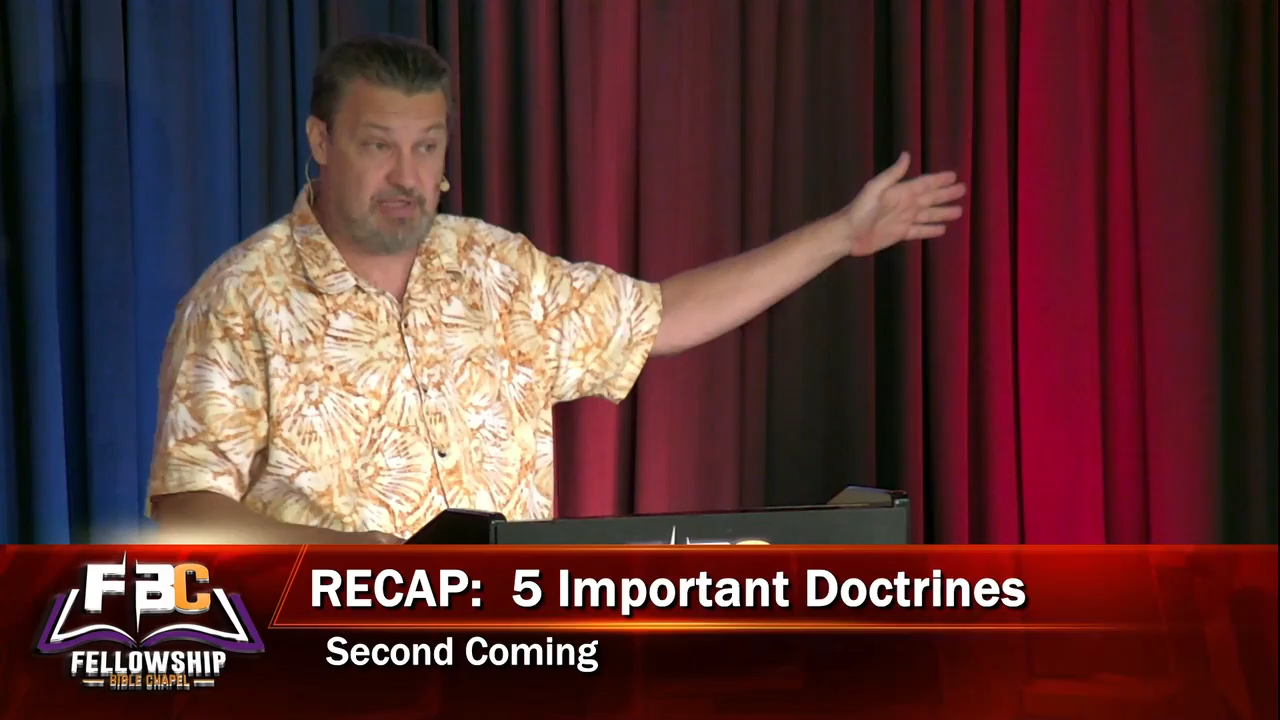 RECAP: 5 Important Doctrines
Second Coming
FBC
FELLOWSHIP
BIBLE CHAPEL